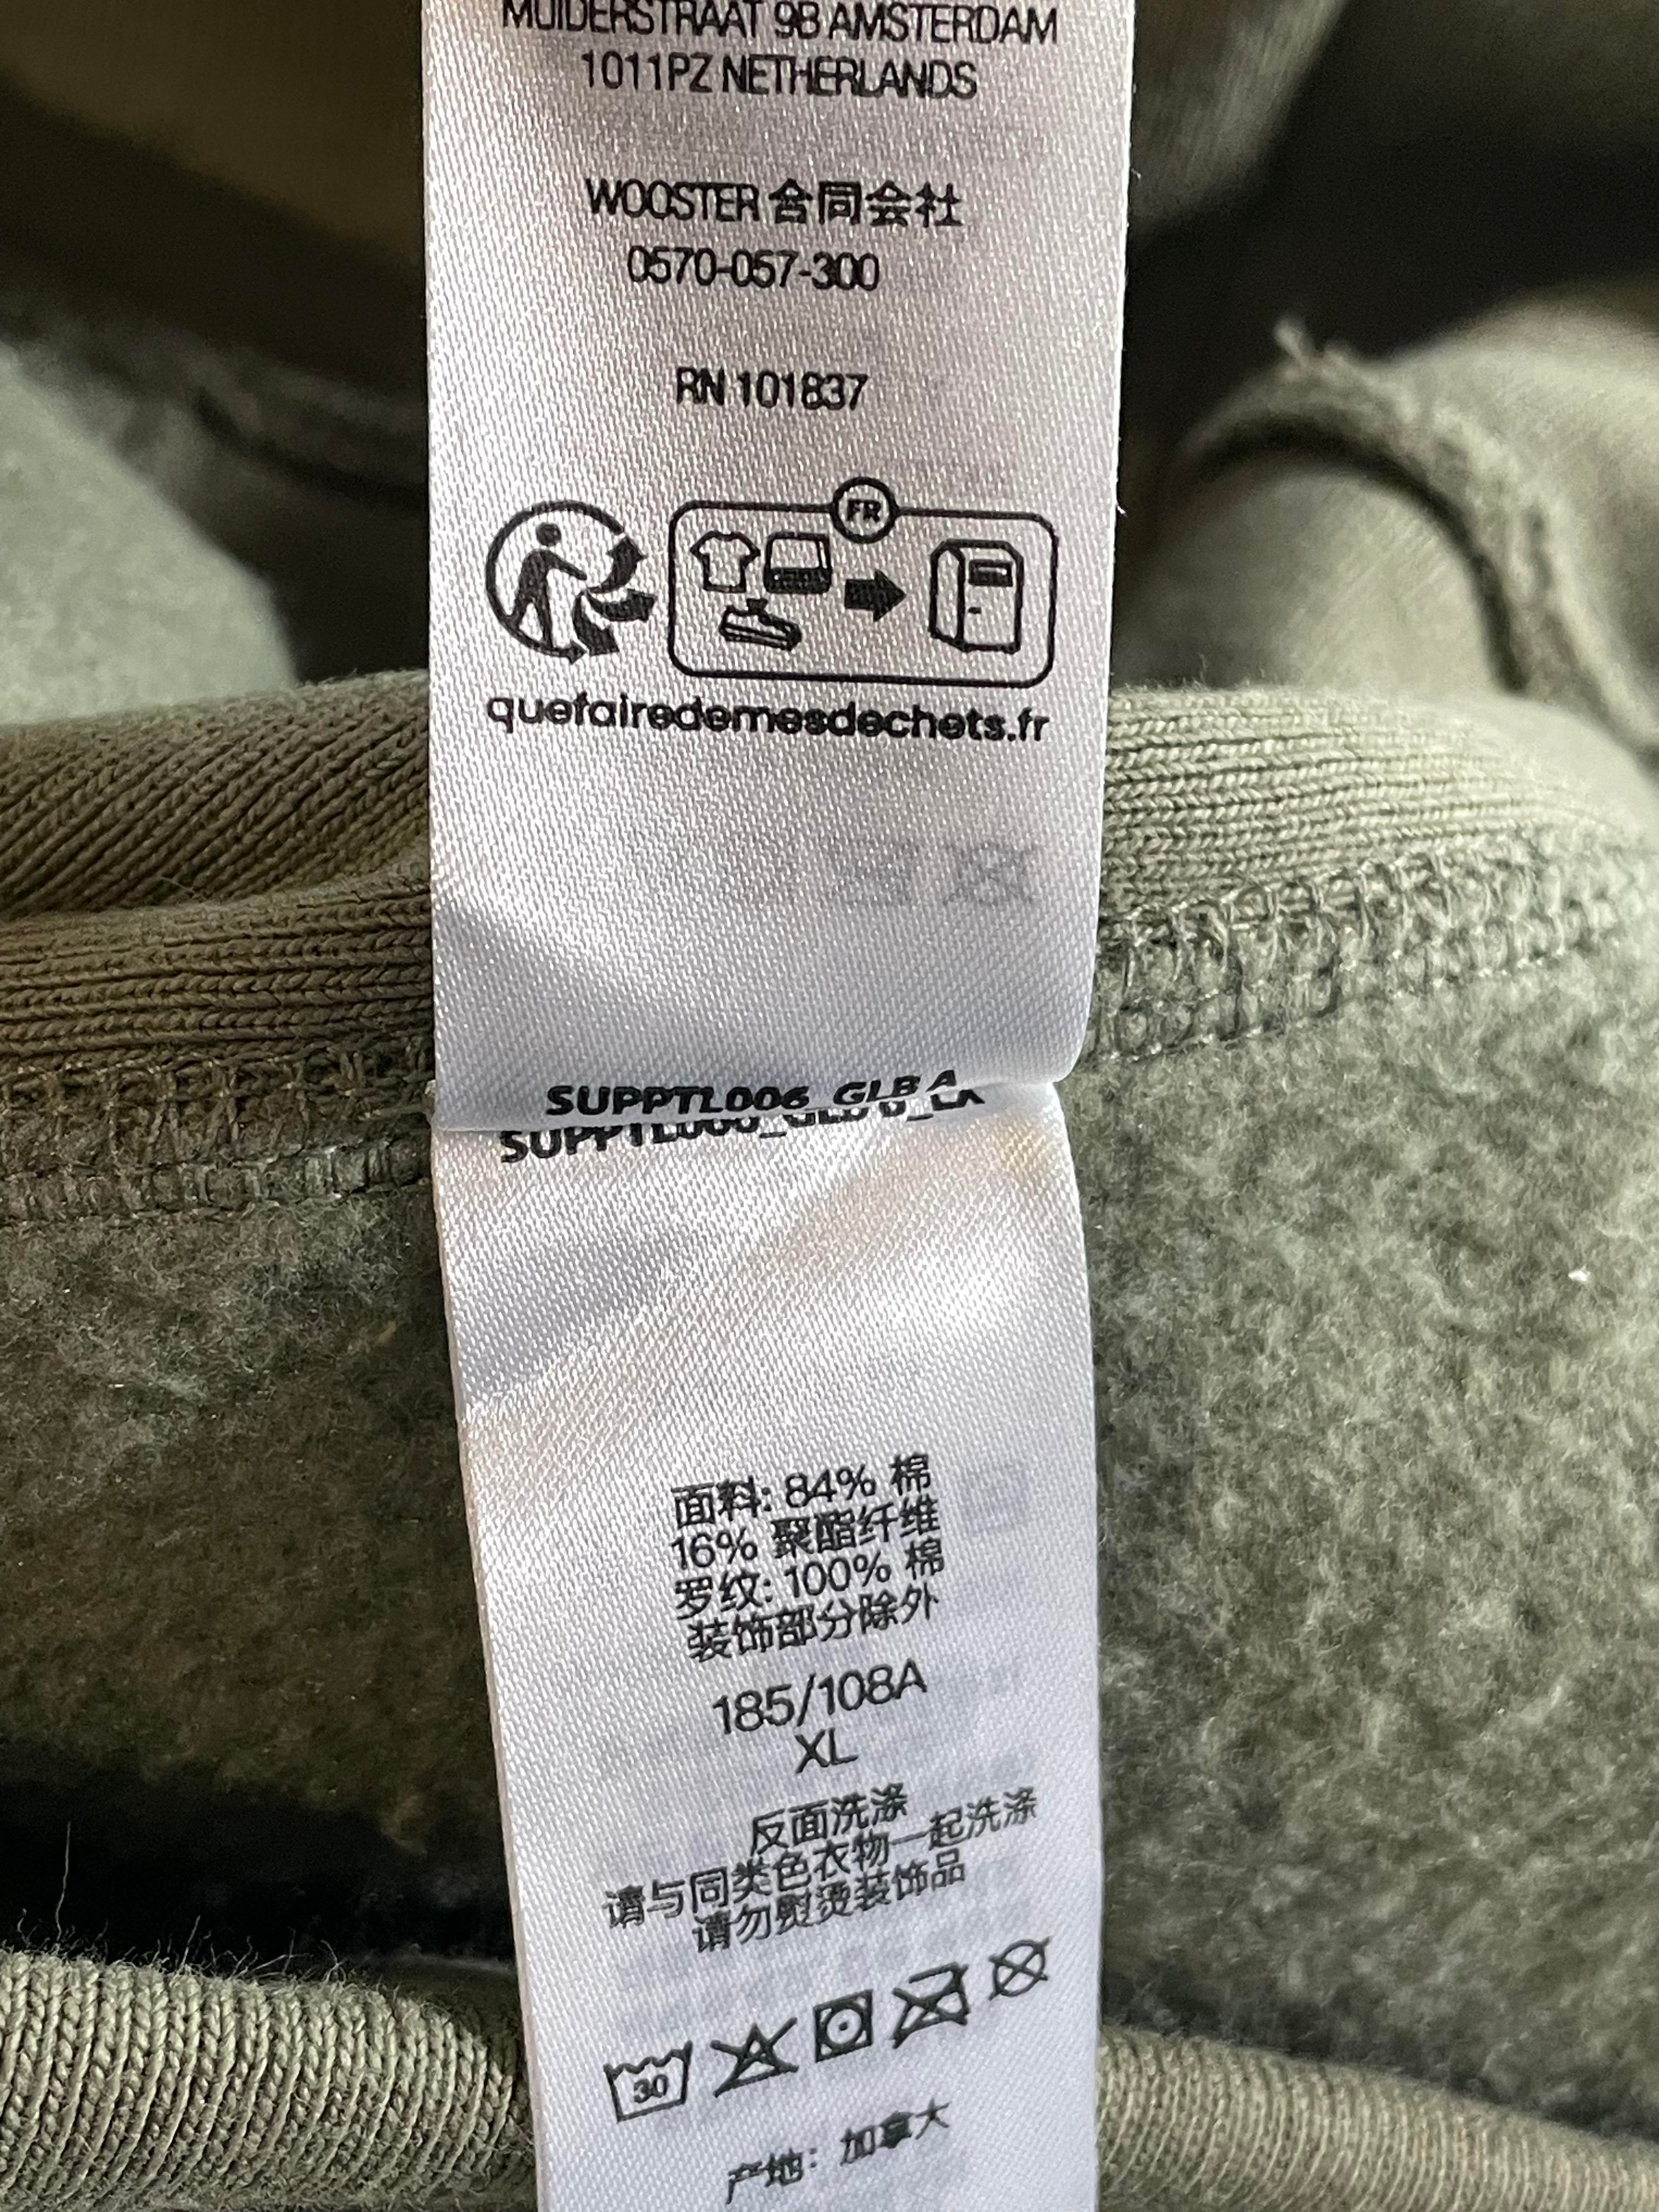 MUIDERSTRAAT 9B AMSTERDAM
1011PZ NETHERLANDS
WOOSTER 合同会社
0570-057-300
RN 101837
FR
quefairedemesdechets.fr
SUPPTL006_GLB A
面料: 84% 棉
16% 聚酯纤维
罗纹: 100% 棉
装饰部分除外
185/108A
XL
反面洗涤
请与同类色衣物一起洗涤
请勿熨烫装饰品
30
产地: 加拿大